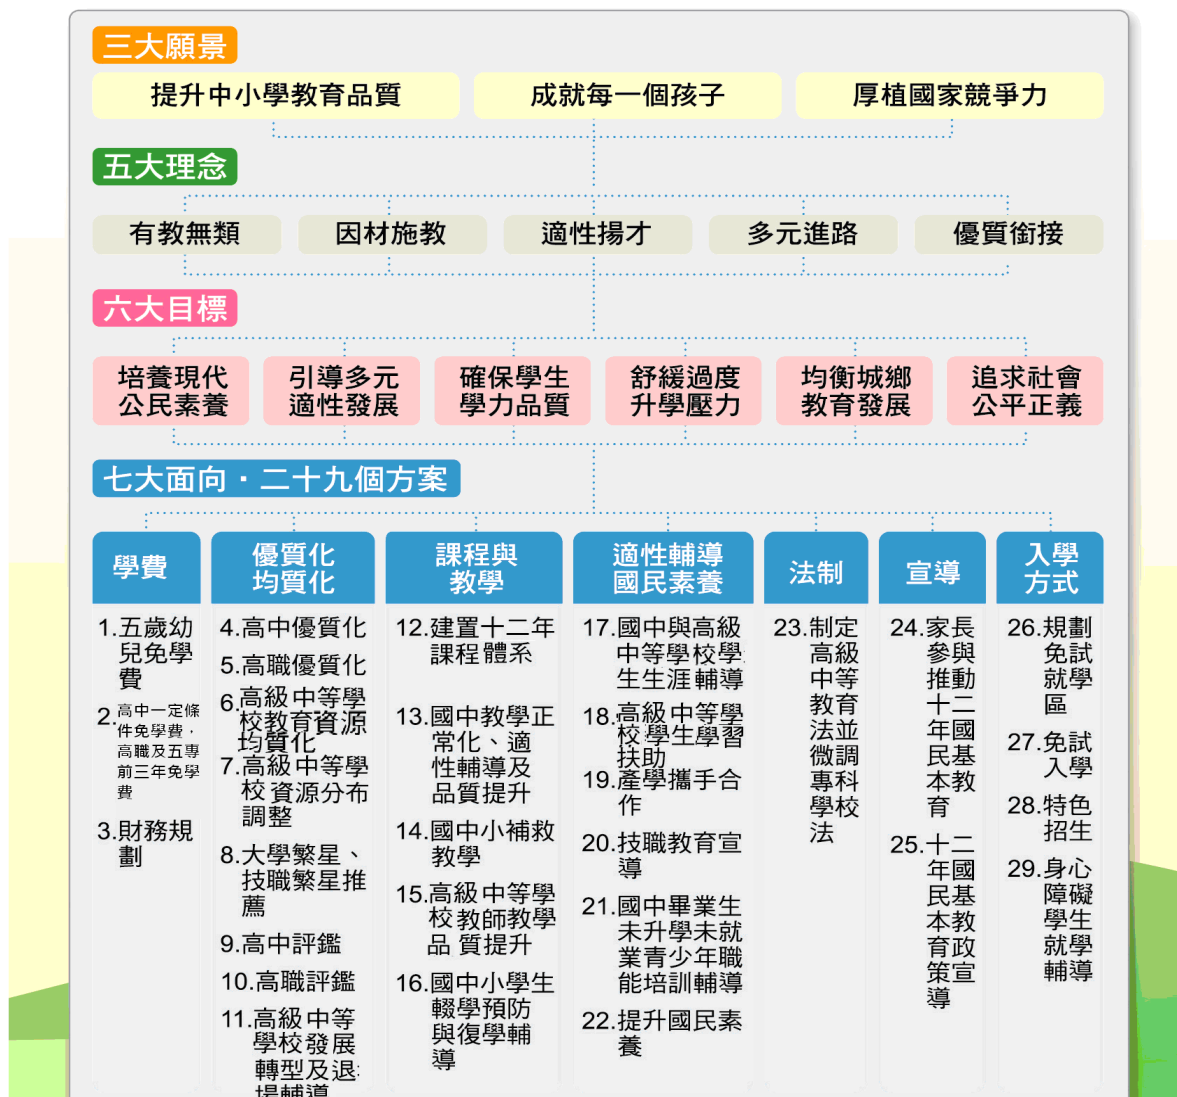 三大願景
提升中小學教育品質
成就每一個孩子
厚植國家競爭力
五大理念
有教無類
因材施教
適性揚才
多元進路
優質銜接
六大目標
培養現代
公民素養
引導多元
適性發展
確保學生
學力品質
舒緩過度
升學壓力
均衡城鄉
教育發展
追求社會
公平正義
七大面向・二十九個方案
學費
1.五歲幼
兒免學
費
2.高中一定條
件免學費，
高職及五專
前三年免學
費
3.財務規
劃
優質化
均質化
4.高中優質化
5.高職優質化
6.高級中等學
校教育資源
均質化
7.高級中等學
校資源分布
調整
8.大學繁星、
技職繁星推
薦
9.高中評鑑
10.高職評鑑
11.高級中等
學校發展
轉型及退
場輔導
課程與
教學
12.建置十二年
課程體系
13.國中教學正
常化、適
性輔導及
品質提升
14.國中小補救
教學
15.高級中等學
校教師教學
品質提升
16.國中小學生
輟學預防
與復學輔
導
適性輔導
國民素養
17.國中與高級
中等學校學
生生涯輔導
18.高級中等學
校學生學習
扶助
19.產學攜手合
作
20.技職教育宣
導
21.國中畢業生
未升學未就
業青少年職
能培訓輔導
22.提升國民素
養
法制
23.制定
高級
中等
教育
法並
微調
專科
學校
法
宣導
24.家長
參與
推動
十二
年國
民基
本教
育
25.十二
年國
民基
本教
育政
策宣
導
入學
方式
26.規劃
免試
就學
區
27.免試
入學
28.特色
招生
29.身心
障礙
學生
就學
輔導